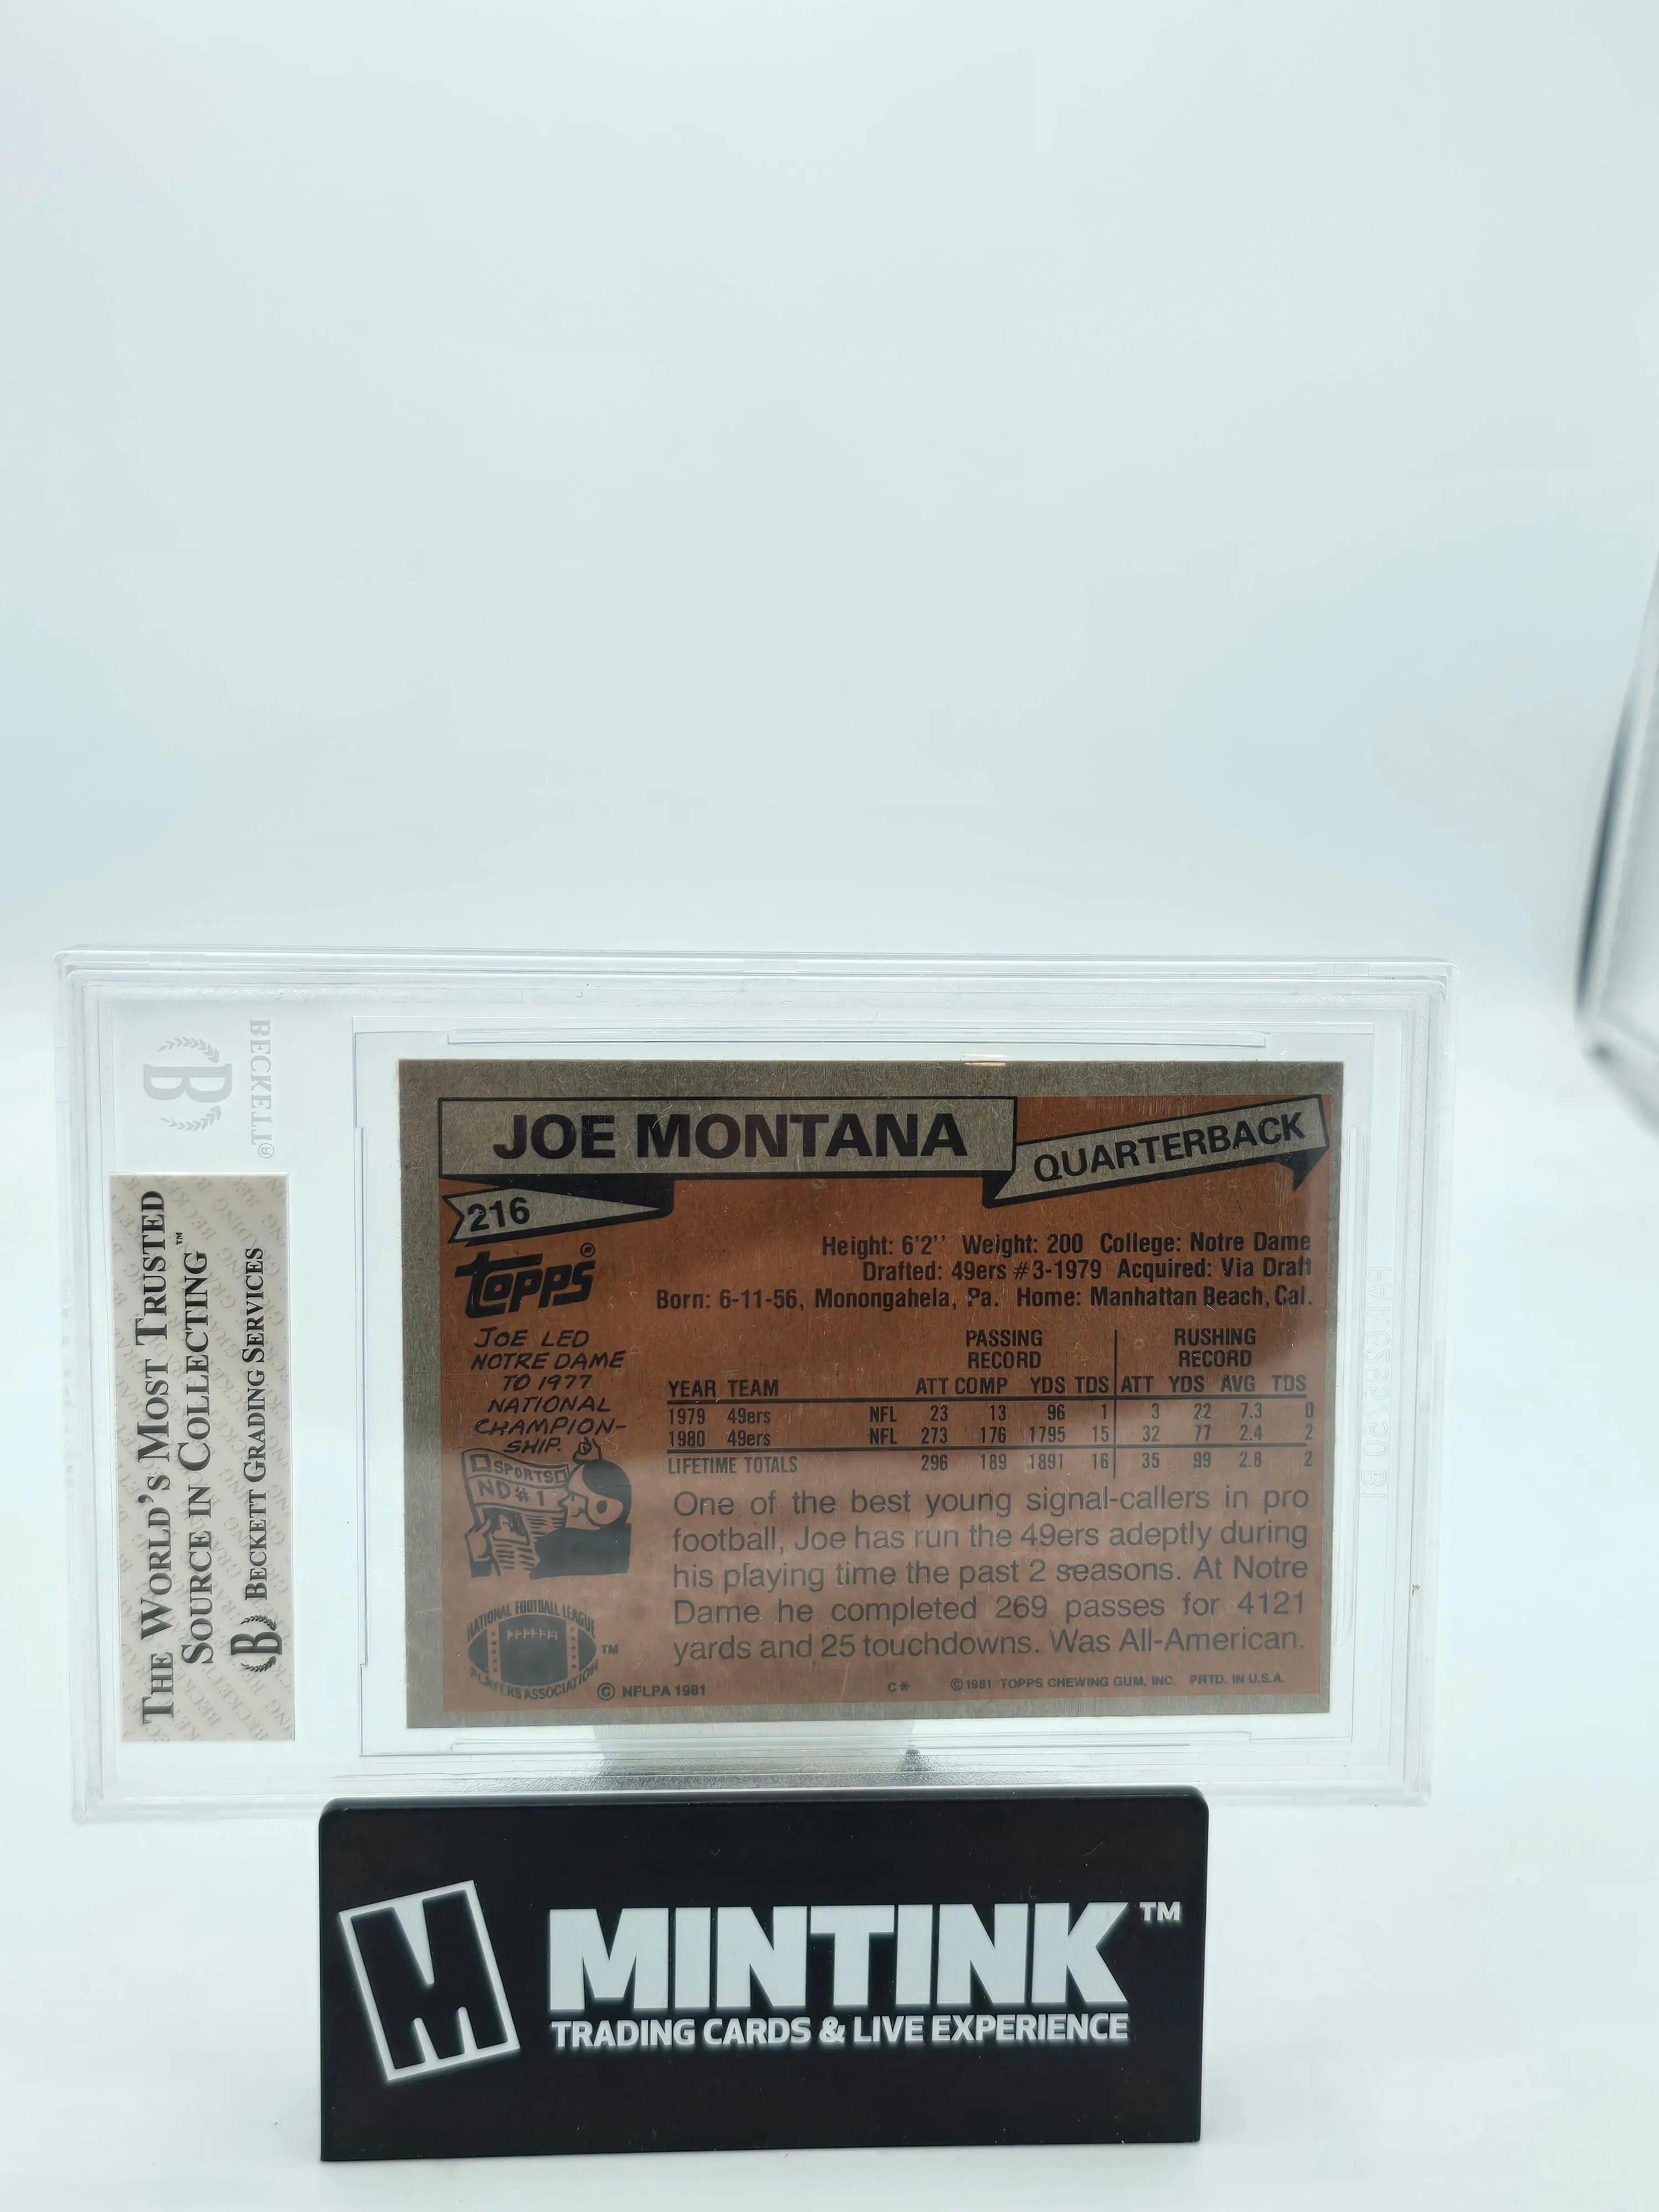 BECKETT®
B
THE WORLD'S MOST TRUSTED
SOURCE IN COLLECTING™
B BECKETT GRADING SERVICES
JOE MONTANA
QUARTERBACK
216
topps®
Height: 6'2'' Weight: 200 College: Notre Dame
Drafted: 49ers #3-1979 Acquired: Via Draft
Born: 6-11-56, Monongahela, Pa. Home: Manhattan Beach, Cal.
JOE LED
NOTRE DAME
TO 1977
NATIONAL
CHAMPION-
SHIP.
SPORTS
ND#1
PASSING RUSHING
RECORD RECORD
YEAR TEAM ATT COMP YDS TDS ATT YDS AVG TDS
1979 49ers NFL 23 13 96 1 3 22 7.3 0
1980 49ers NFL 273 176 1795 15 32 77 2.4 2
LIFETIME TOTALS 296 189 1891 16 35 99 2.8 2
One of the best young signal-callers in pro
football, Joe has run the 49ers adeptly during
his playing time the past 2 seasons. At Notre
Dame he completed 269 passes for 4121
yards and 25 touchdowns. Was All-American.
NATIONAL FOOTBALL LEAGUE
PLAYERS ASSOCIATION
TM
© NFLPA 1981
C*
©1981 TOPPS CHEWING GUM, INC. PRTD. IN U.S.A.
M MINTINK™
TRADING CARDS & LIVE EXPERIENCE